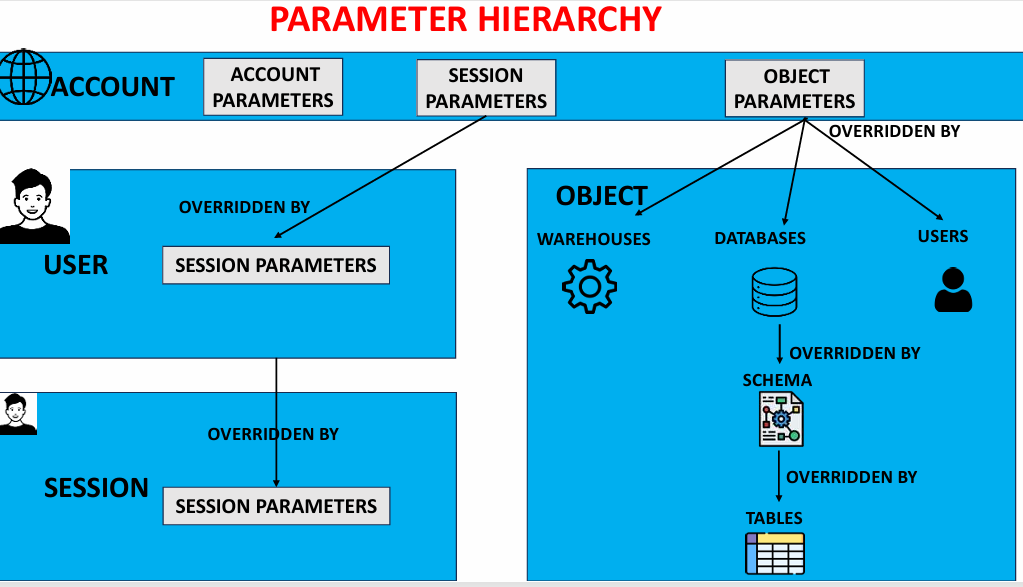 PARAMETER HIERARCHY
ACCOUNT
ACCOUNT
PARAMETERS
SESSION
PARAMETERS
OBJECT
PARAMETERS
OVERRIDDEN BY
OVERRIDDEN BY
USER
SESSION PARAMETERS
OVERRIDDEN BY
SESSION
SESSION PARAMETERS
OBJECT
WAREHOUSES
DATABASES
USERS
OVERRIDDEN BY
SCHEMA
OVERRIDDEN BY
TABLES